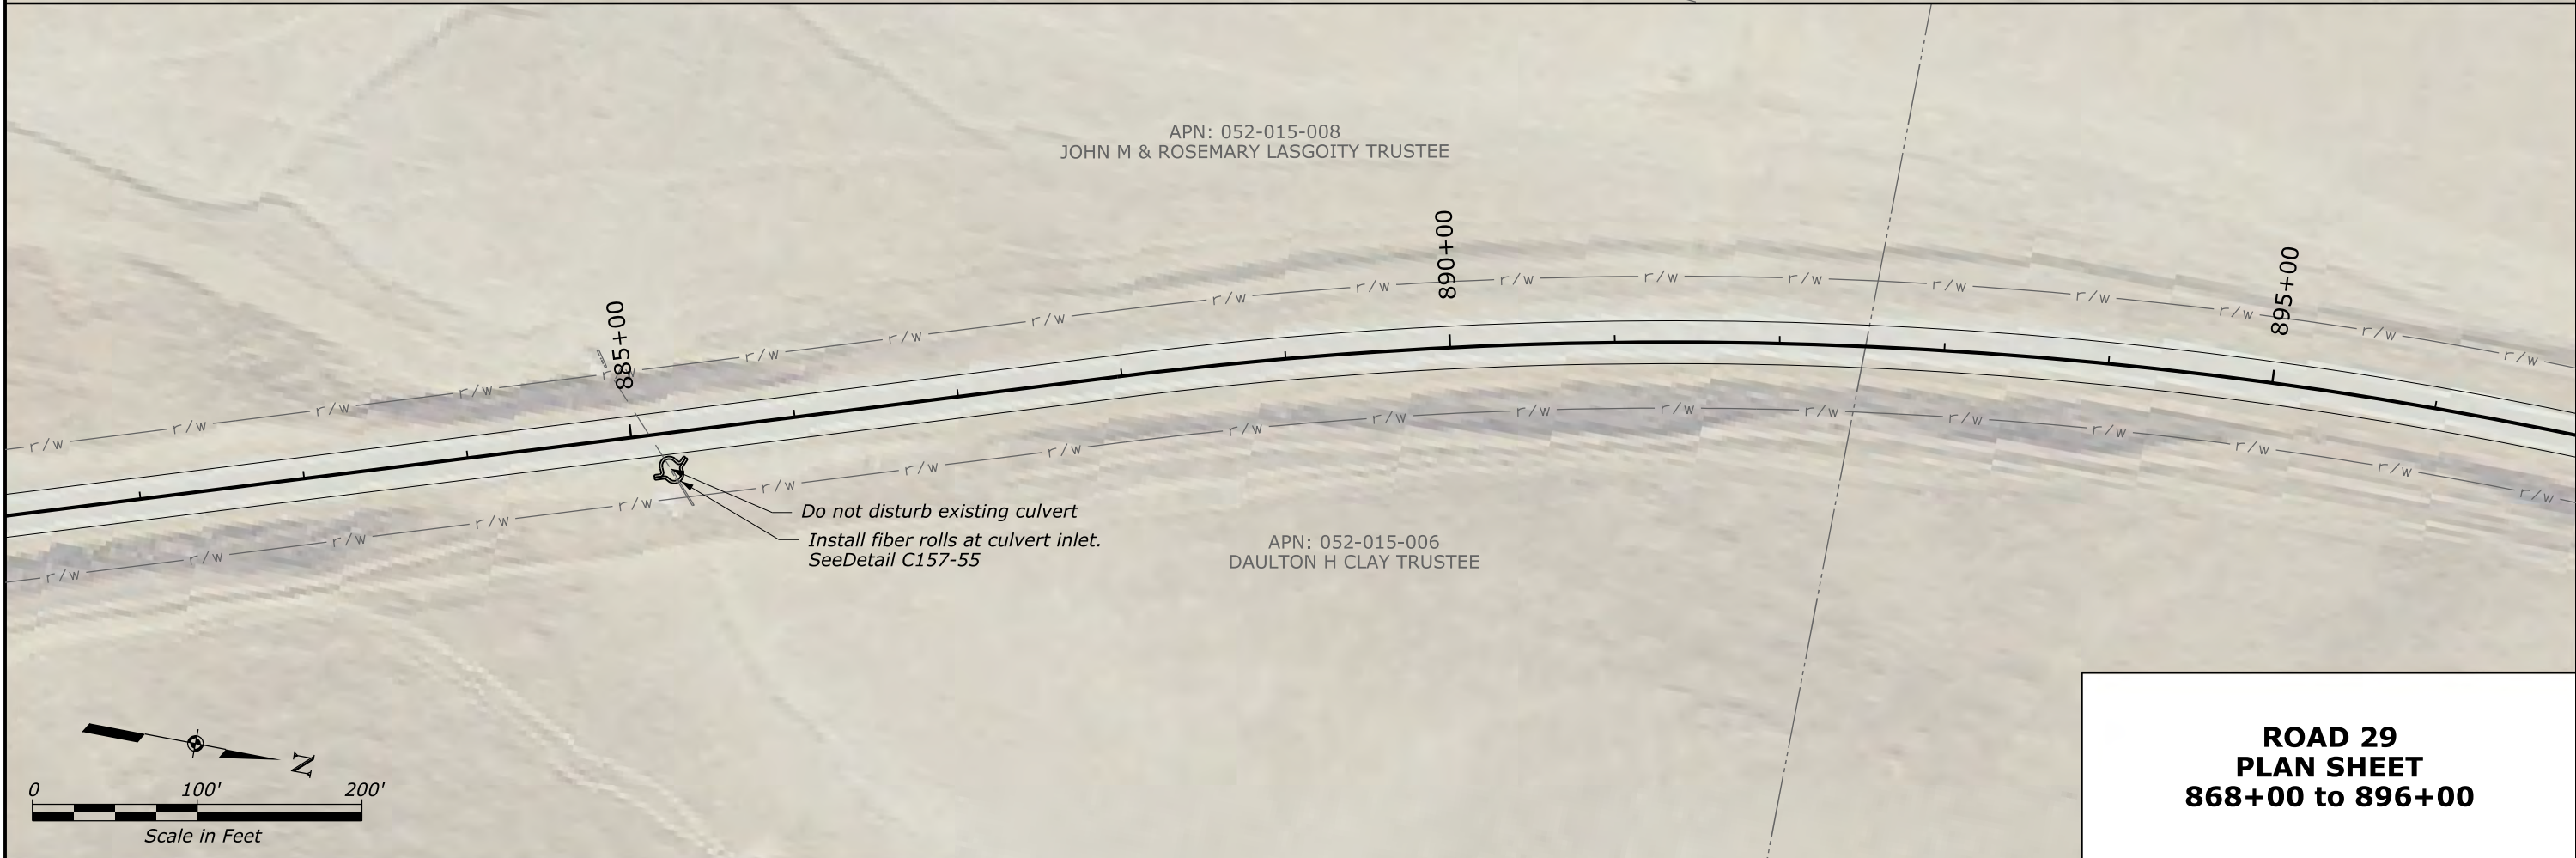 APN: 052-015-008
JOHN M & ROSEMARY LASGOITY TRUSTEE
885+00
890+00
895+00
r/w r/w r/w r/w r/w r/w r/w r/w r/w r/w r/w r/w r/w r/w r/w r/w r/w r/w
r/w r/w r/w r/w r/w r/w r/w r/w r/w r/w r/w r/w r/w r/w r/w r/w r/w r/w
Do not disturb existing culvert
Install fiber rolls at culvert inlet.
SeeDetail C157-55
APN: 052-015-006
DAULTON H CLAY TRUSTEE
N
0 100' 200'
Scale in Feet
ROAD 29
PLAN SHEET
868+00 to 896+00